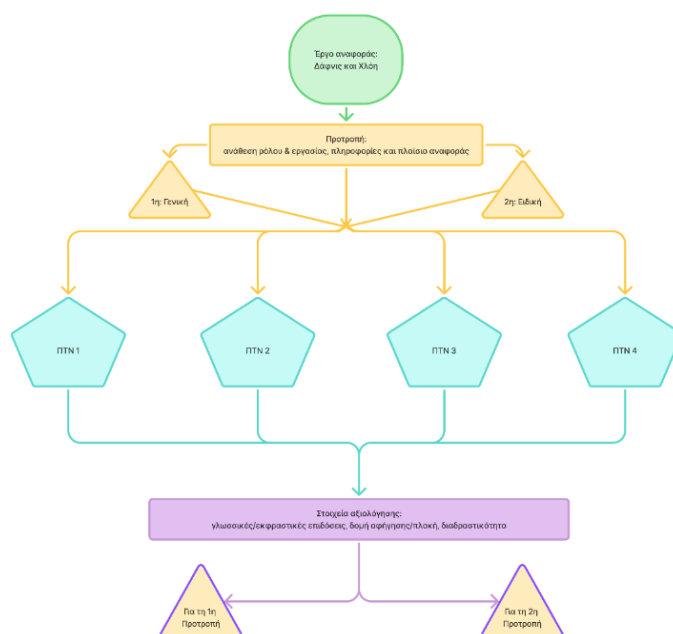 Έργο αναφοράς:
Δάφνις και Χλόη
Προτροπή:
ανάθεση ρόλου & εργασίας, πληροφορίες και πλαίσιο αναφοράς
1η: Γενική
2η: Ειδική
ΠΤΝ 1
ΠΤΝ 2
ΠΤΝ 3
ΠΤΝ 4
Στοιχεία αξιολόγησης:
γλωσσικές/εκφραστικές επιδόσεις, δομή αφήγησης/πλοκή, διαδραστικότητα
Για τη 1η
Προτροπή
Για τη 2η
Προτροπή